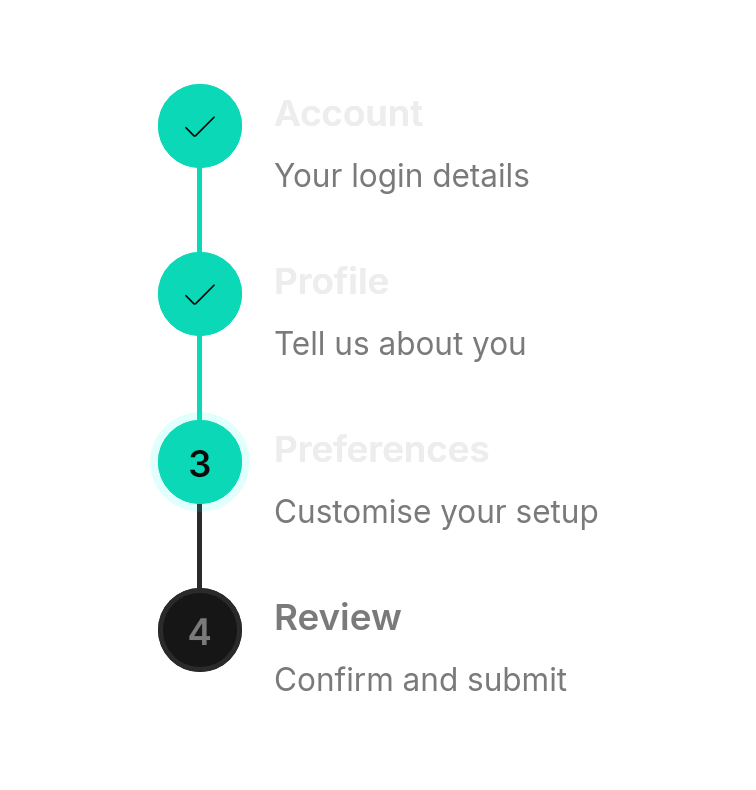 Account
Your login details
Profile
Tell us about you
3
Preferences
Customise your setup
4
Review
Confirm and submit